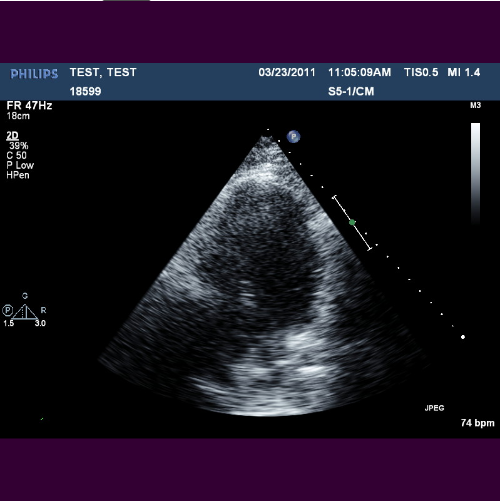 PHILIPS TEST, TEST 03/23/2011 11:05:09AM TIS0.5 MI 1.4
18599 S5-1/CM
FR 47Hz
18cm
M3
2D
39%
C 50
P Low
HPen
P
G
P R
1.5 3.0
JPEG
74 bpm